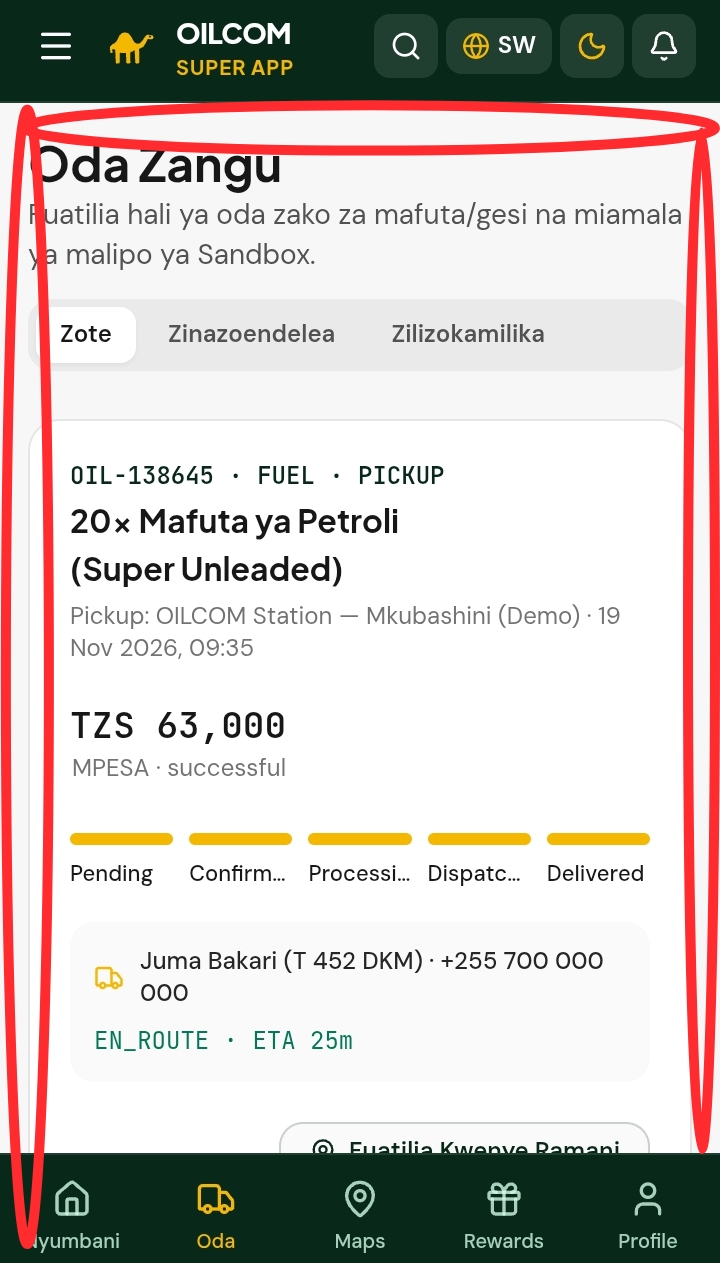 OILCOM
SUPER APP
SW
Oda Zangu
Fuatilia hali ya oda zako za mafuta/gesi na miamala
ya malipo ya Sandbox.
Zote
Zinazoendelea
Zilizokamilika
OIL-138645 · FUEL · PICKUP
20× Mafuta ya Petroli
(Super Unleaded)
Pickup: OILCOM Station — Mkubashini (Demo) · 19
Nov 2026, 09:35
TZS 63,000
MPESA · successful
Pending
Confirm...
Processi...
Dispatc...
Delivered
Juma Bakari (T 452 DKM) · +255 700 000
000
EN_ROUTE · ETA 25m
Fuatilia Kwenye Ramani
Nyumbani
Oda
Maps
Rewards
Profile